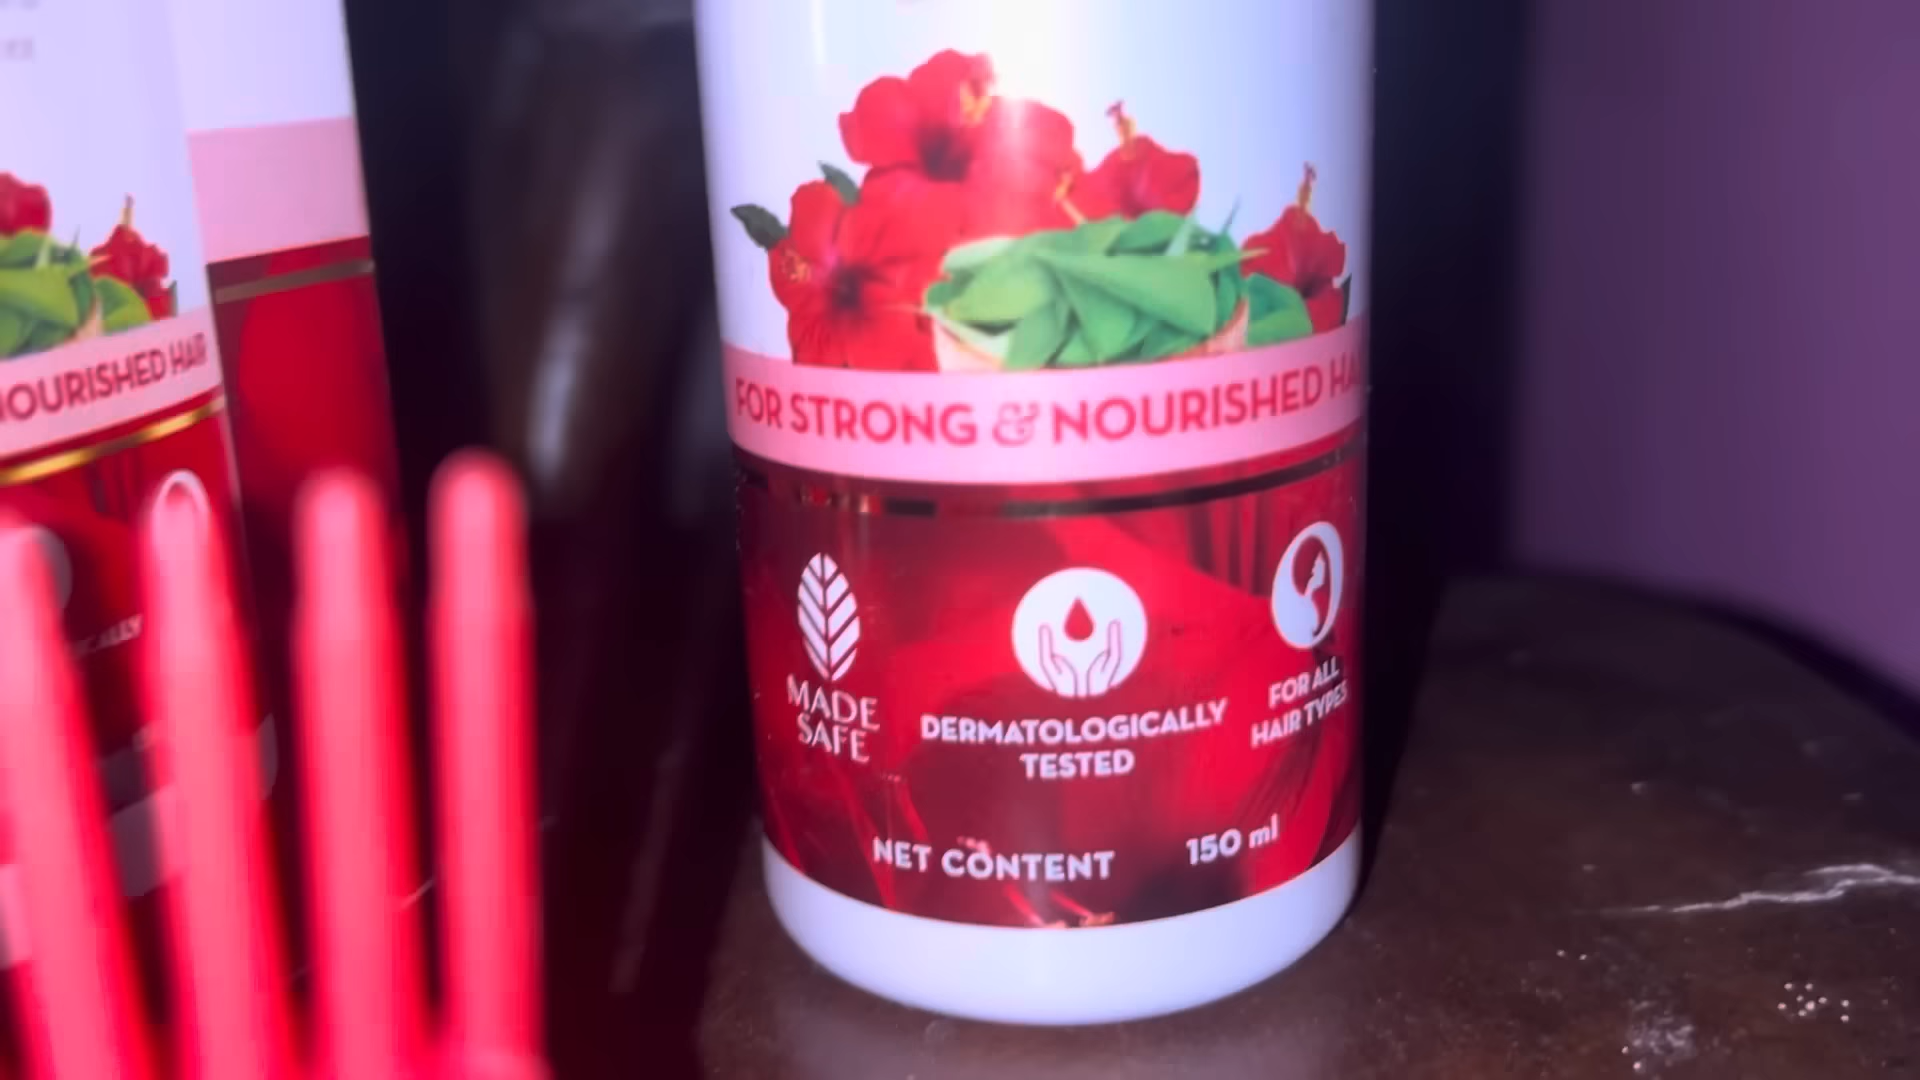 NOURISHED HAIR
FOR STRONG & NOURISHED HA
MADE
SAFE
DERMATOLOGICALLY
TESTED
FOR ALL
HAIR TYPES
NET CONTENT 150 ml